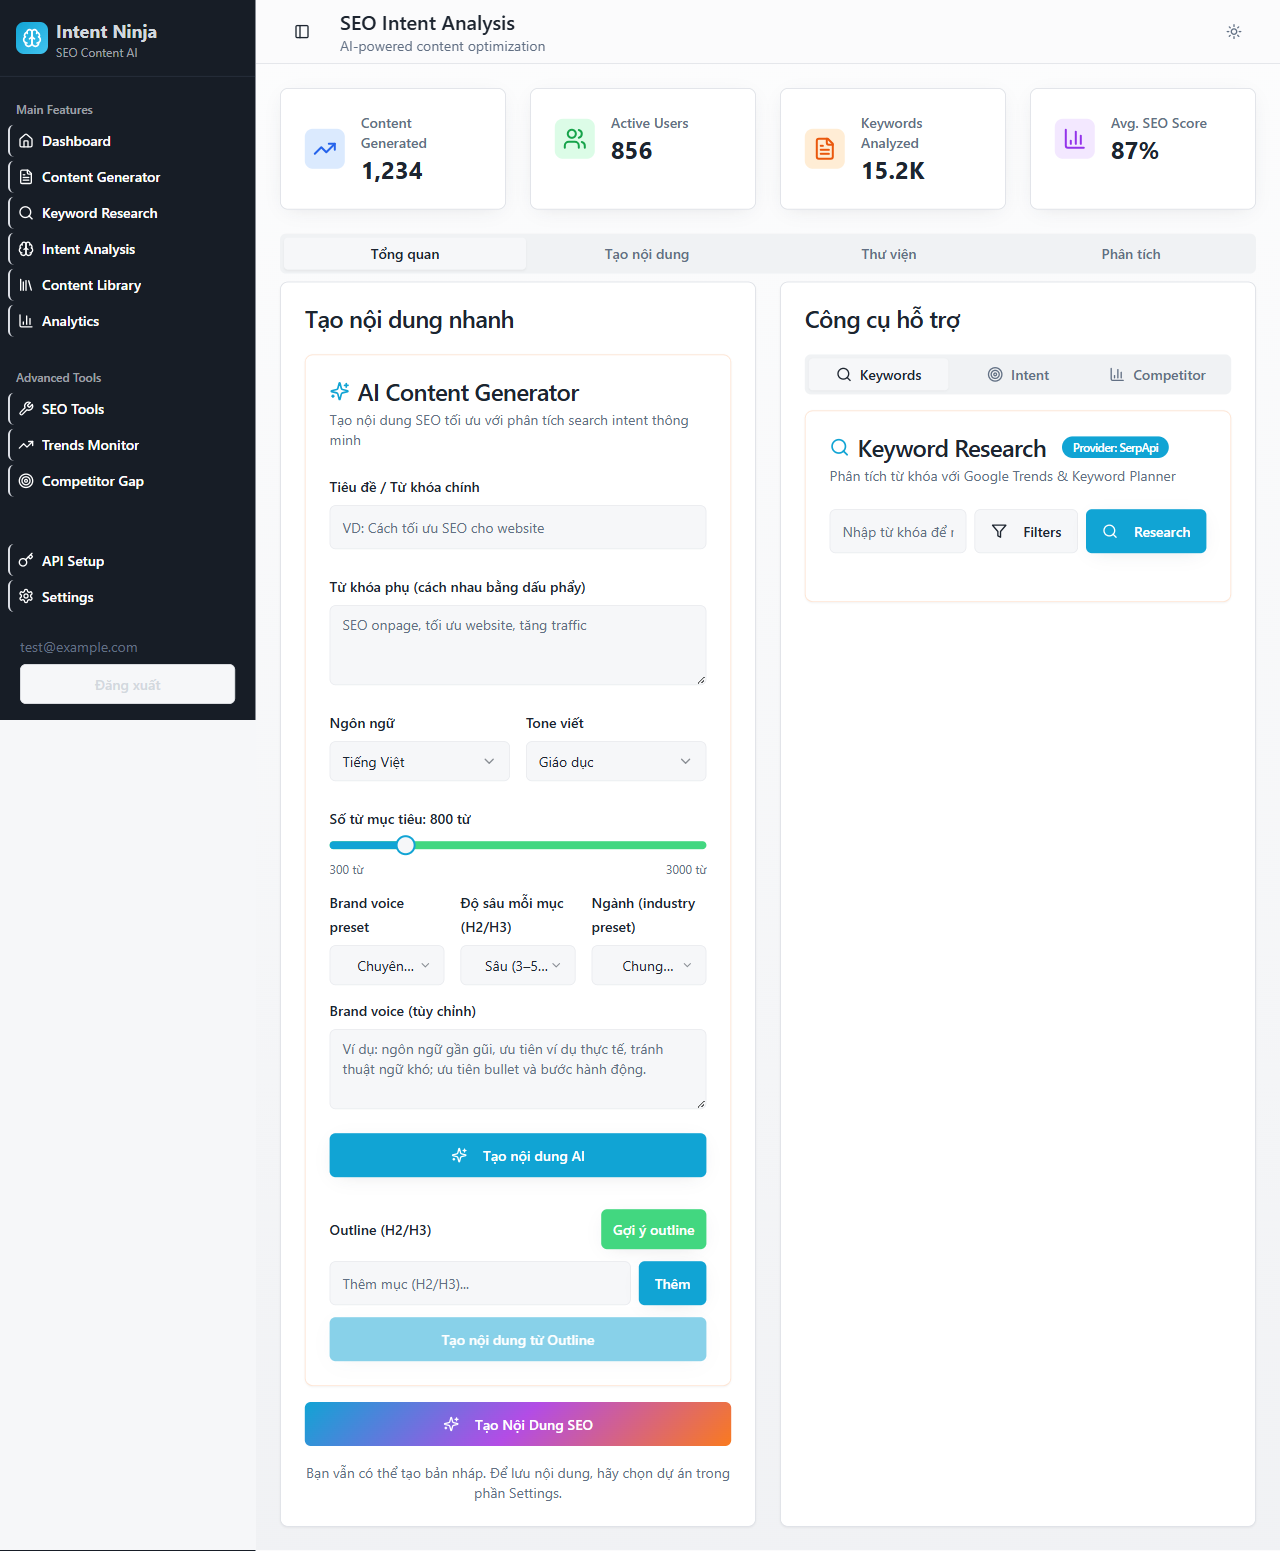 Intent Ninja
SEO Content AI
Main Features
Dashboard
Content Generator
Keyword Research
Intent Analysis
Content Library
Analytics
Advanced Tools
SEO Tools
Trends Monitor
Competitor Gap
API Setup
Settings
test@example.com
Đăng xuất
SEO Intent Analysis
AI-powered content optimization
Content
Generated
1,234
Active Users
856
Keywords
Analyzed
15.2K
Avg. SEO Score
87%
Tổng quan
Tạo nội dung
Thư viện
Phân tích
Tạo nội dung nhanh
AI Content Generator
Tạo nội dung SEO tối ưu với phân tích search intent thông
minh
Tiêu đề / Từ khóa chính
VD: Cách tối ưu SEO cho website
Từ khóa phụ (cách nhau bằng dấu phẩy)
SEO onpage, tối ưu website, tăng traffic
Ngôn ngữ
Tone viết
Tiếng Việt
Giáo dục
Số từ mục tiêu: 800 từ
300 từ
3000 từ
Brand voice
preset
Độ sâu mỗi mục
(H2/H3)
Ngành (industry
preset)
Chuyên...
Sâu (3–5...
Chung...
Brand voice (tùy chỉnh)
Ví dụ: ngôn ngữ gần gũi, ưu tiên ví dụ thực tế, tránh
thuật ngữ khó; ưu tiên bullet và bước hành động.
Tạo nội dung AI
Outline (H2/H3)
Gợi ý outline
Thêm mục (H2/H3)...
Thêm
Tạo nội dung từ Outline
Tạo Nội Dung SEO
Bạn vẫn có thể tạo bản nháp. Để lưu nội dung, hãy chọn dự án trong
phần Settings.
Công cụ hỗ trợ
Keywords
Intent
Competitor
Keyword Research
Provider: SerpApi
Phân tích từ khóa với Google Trends & Keyword Planner
Nhập từ khóa để
Filters
Research